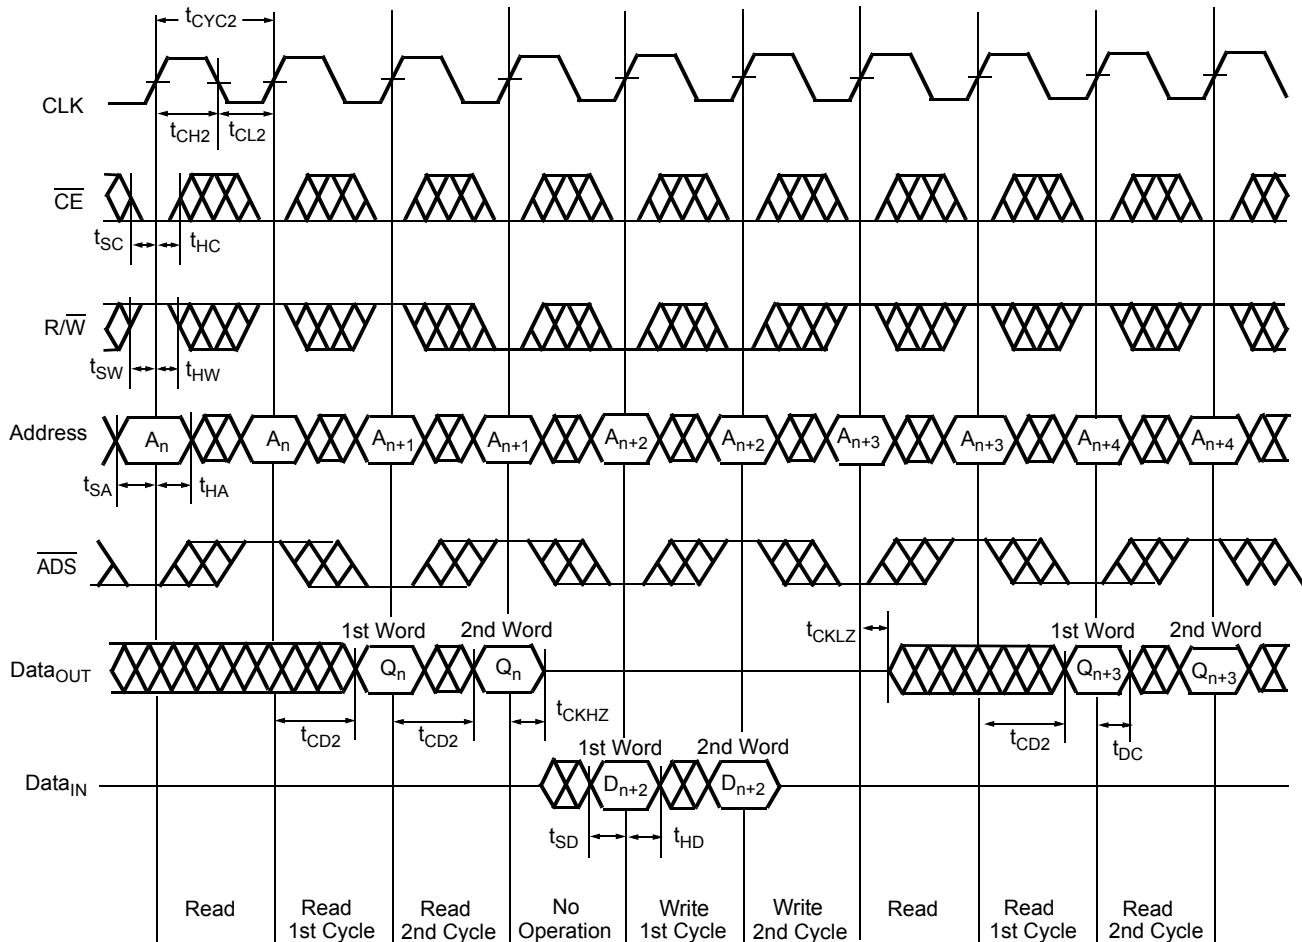 tCYC2
CLK
tCH2 tCL2
CE
tSC tHC
R/W
tSW tHW
Address An An An+1 An+1 An+2 An+2 An+3 An+3 An+4 An+4
tSA tHA
ADS
1st Word 2nd Word tCKLZ 1st Word 2nd Word
DataOUT Qn Qn Qn+3 Qn+3
tCD2 tCD2 tCKHZ tCD2 tDC
1st Word 2nd Word
DataIN Dn+2 Dn+2
tSD tHD
Read Read Read No Write Write Read Read Read
1st Cycle 2nd Cycle Operation 1st Cycle 2nd Cycle 1st Cycle 2nd Cycle